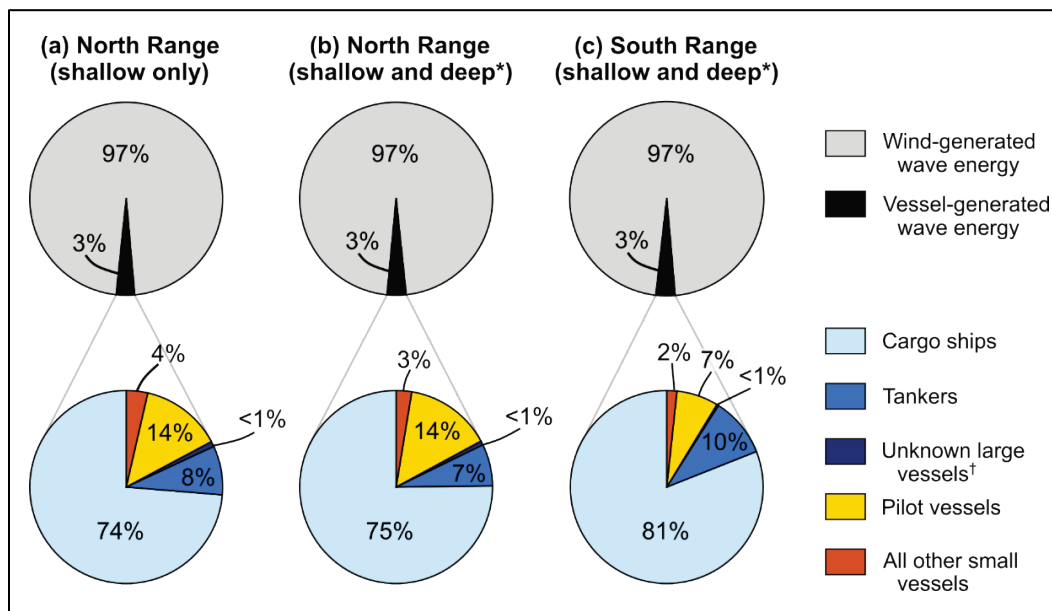 (a) North Range
(shallow only)
(b) North Range
(shallow and deep*)
(c) South Range
(shallow and deep*)
97%
3%
97%
3%
97%
3%
Wind-generated
wave energy
Vessel-generated
wave energy
4%
14%
<1%
8%
74%
3%
14%
<1%
7%
75%
2%
7%
<1%
10%
81%
Cargo ships
Tankers
Unknown large
vessels†
Pilot vessels
All other small
vessels